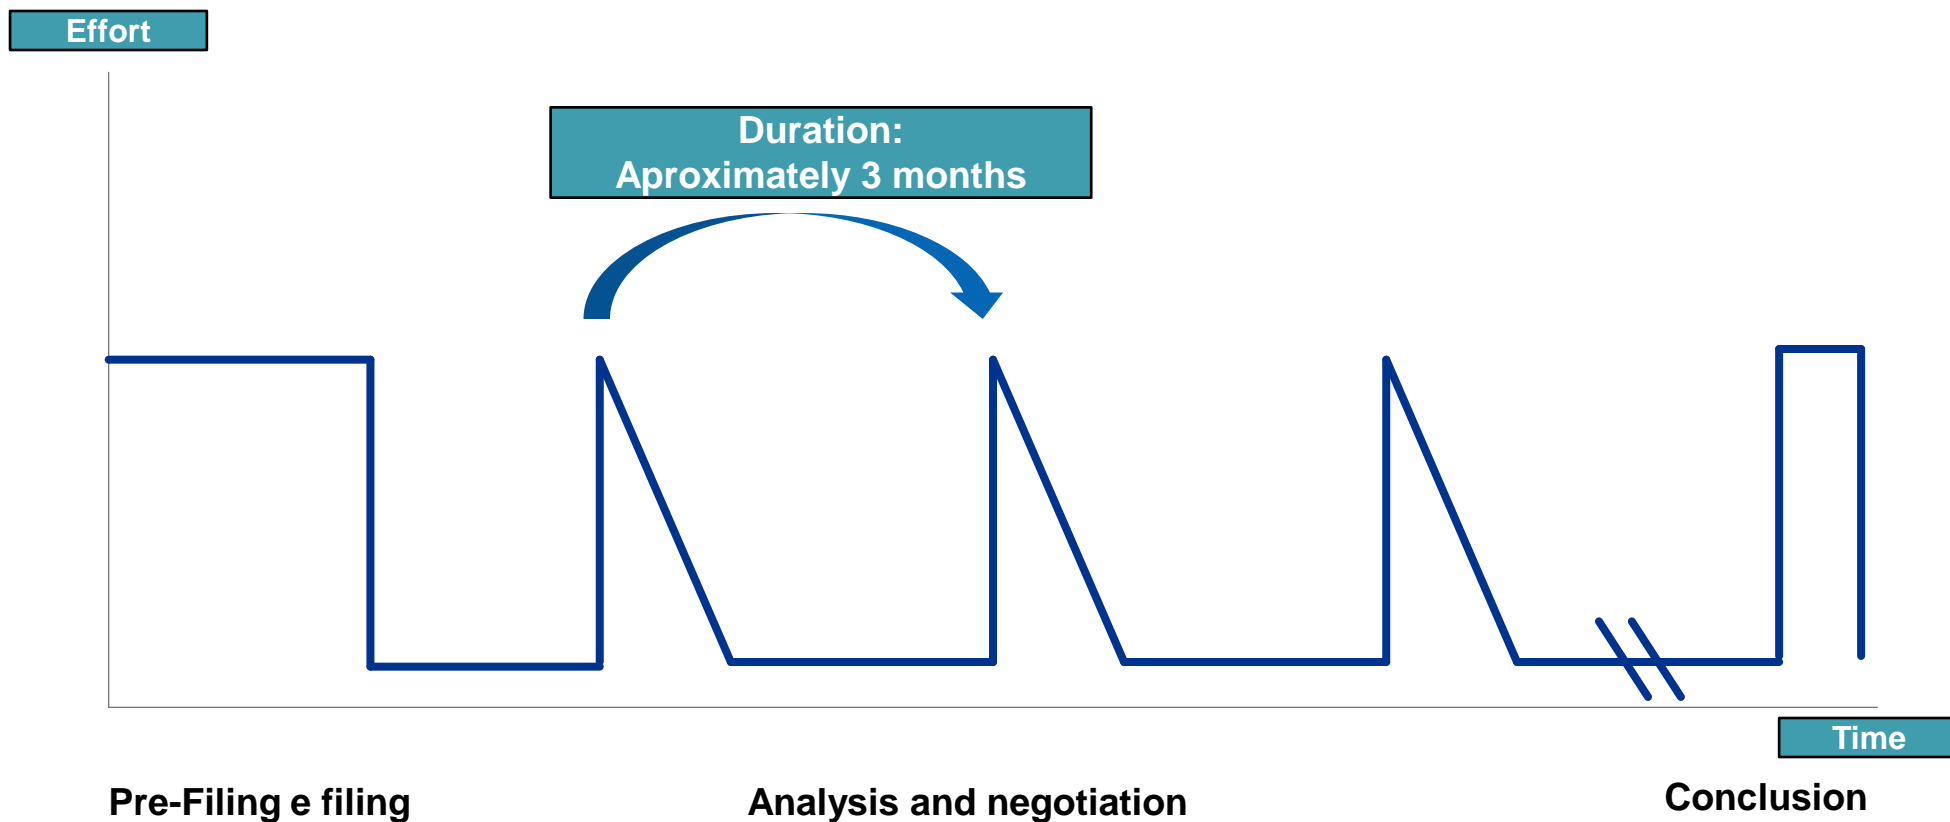 Effort
Duration:
Aproximately 3 months
Time
Pre-Filing e filing
Analysis and negotiation
Conclusion